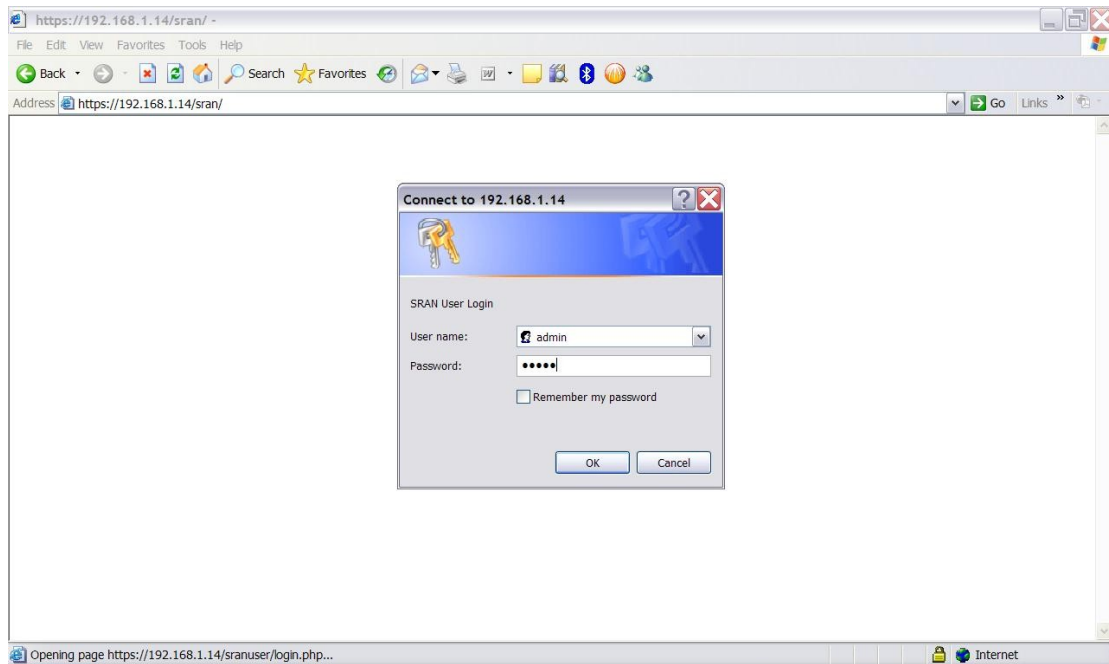 https://192.168.1.14/sran/ -
File Edit View Favorites Tools Help
Back Search Favorites
Address https://192.168.1.14/sran/ Go Links »
Connect to 192.168.1.14
SRAN User Login
User name: admin
Password: •••••
Remember my password
OK Cancel
Opening page https://192.168.1.14/sranuser/login.php... Internet